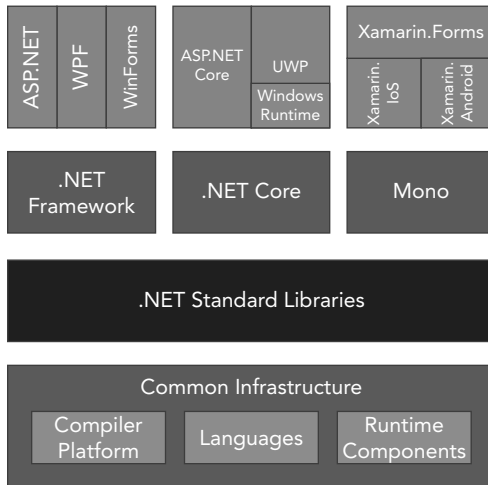 ASP.NET
WPF
WinForms
ASP.NET
Core
UWP
Windows
Runtime
Xamarin.Forms
Xamarin.
IoS
Xamarin.
Android
.NET
Framework
.NET Core
Mono
.NET Standard Libraries
Common Infrastructure
Compiler
Platform
Languages
Runtime
Components